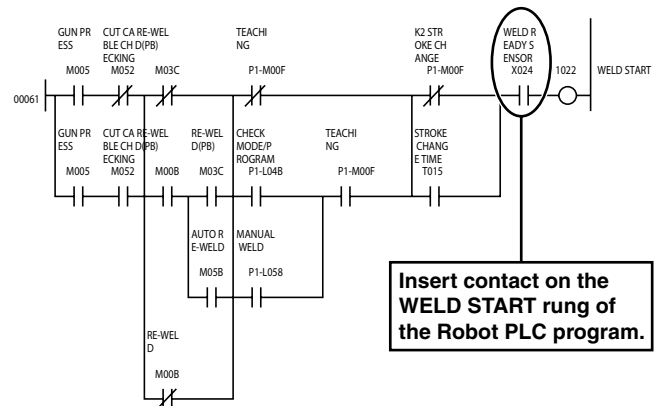 GUN PR
ESS
M005
CUT CA
BLE CH
ECKING
M052
RE-WEL
D(PB)
M03C
TEACHI
NG
P1-M00F
K2 STR
OKE CH
ANGE
P1-M00F
WELD R
EADY S
ENSOR
X024
1022
WELD START
00061
GUN PR
ESS
M005
CUT CA
BLE CH
ECKING
M052
RE-WEL
D(PB)
M00B
RE-WEL
D(PB)
M03C
CHECK
MODE/P
ROGRAM
P1-L04B
TEACHI
NG
P1-M00F
STROKE
CHANG
E TIME
T015
AUTO R
E-WELD
M05B
MANUAL
WELD
P1-L058
RE-WEL
D
M00B
Insert contact on the
WELD START rung of
the Robot PLC program.